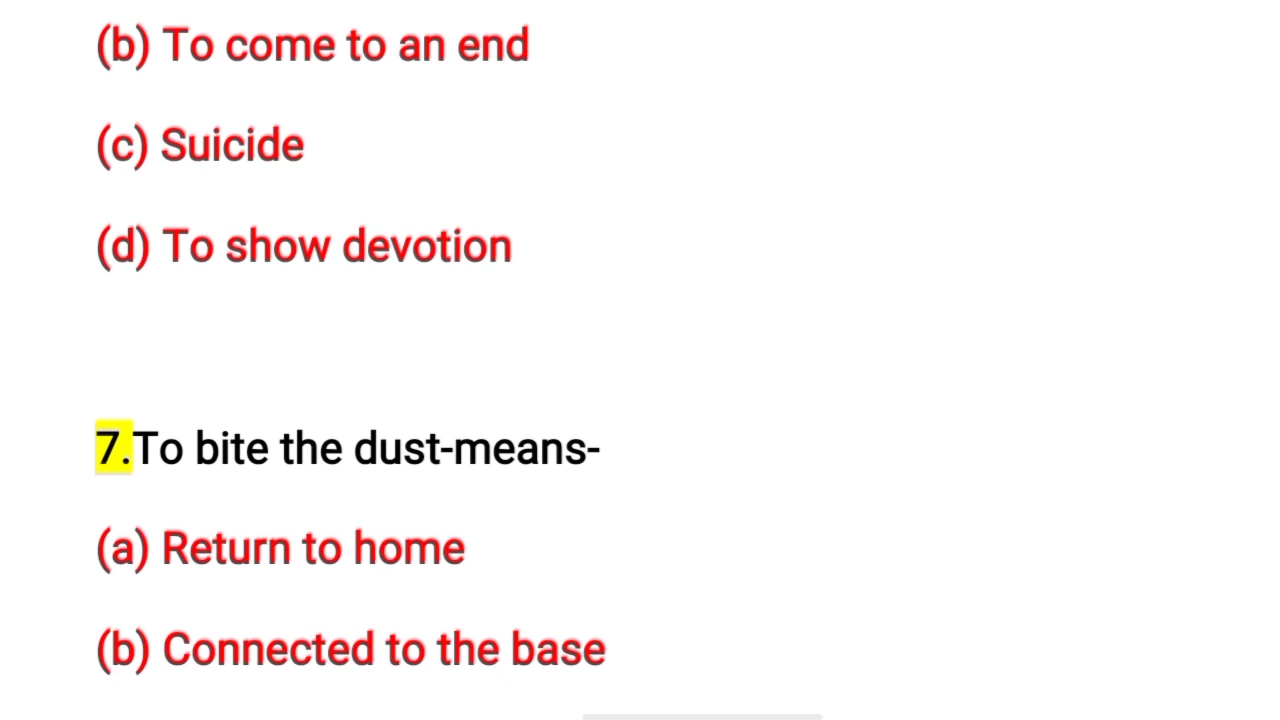 (b) To come to an end
(c) Suicide
(d) To show devotion
7.To bite the dust-means-
(a) Return to home
(b) Connected to the base